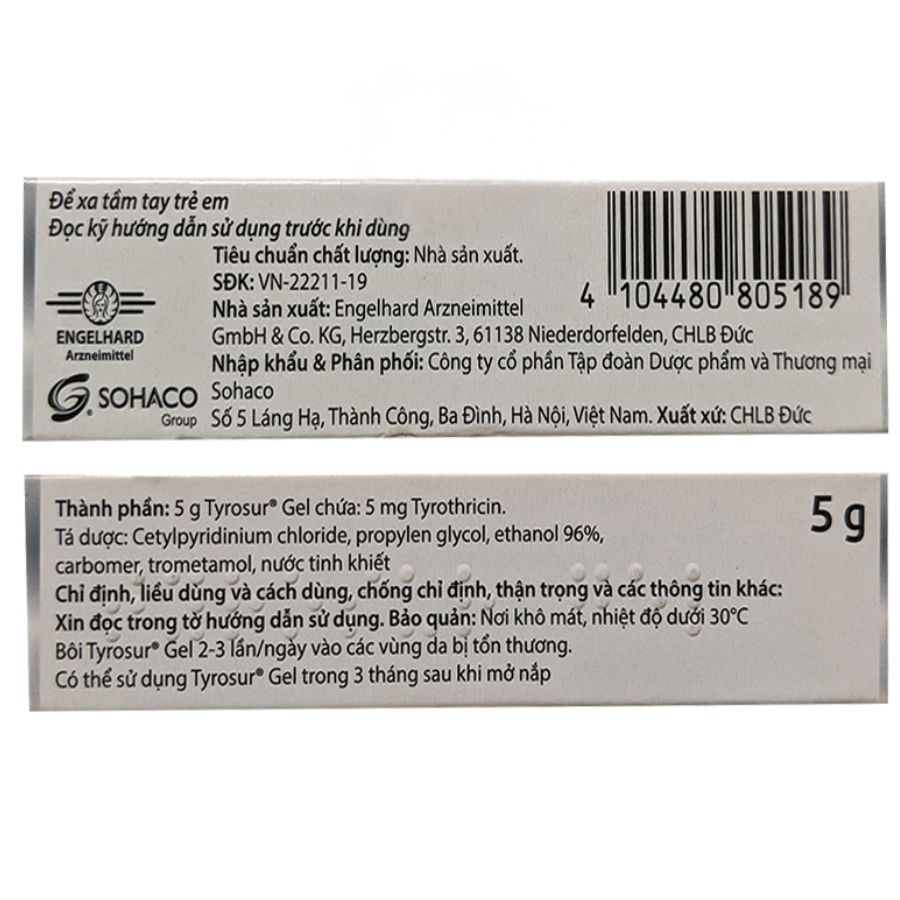 Để xa tầm tay trẻ em
Đọc kỹ hướng dẫn sử dụng trước khi dùng
Tiêu chuẩn chất lượng: Nhà sản xuất.
SĐK: VN-22211-19
Nhà sản xuất: Engelhard Arzneimittel
GmbH & Co. KG, Herzbergstr. 3, 61138 Niederdorfelden, CHLB Đức
Nhập khẩu & Phân phối: Công ty cổ phần Tập đoàn Dược phẩm và Thương mại
Sohaco
Số 5 Láng Hạ, Thành Công, Ba Đình, Hà Nội, Việt Nam. Xuất xứ: CHLB Đức
ENGELHARD
Arzneimittel
SOHACO
Group
4 104480 805189
Thành phần: 5 g Tyrosur® Gel chứa: 5 mg Tyrothricin.
Tá dược: Cetylpyridinium chloride, propylen glycol, ethanol 96%,
carbomer, trometamol, nước tinh khiết
Chỉ định, liều dùng và cách dùng, chống chỉ định, thận trọng và các thông tin khác:
Xin đọc trong tờ hướng dẫn sử dụng. Bảo quản: Nơi khô mát, nhiệt độ dưới 30°C
Bôi Tyrosur® Gel 2-3 lần/ngày vào các vùng da bị tổn thương.
Có thể sử dụng Tyrosur® Gel trong 3 tháng sau khi mở nắp
5 g